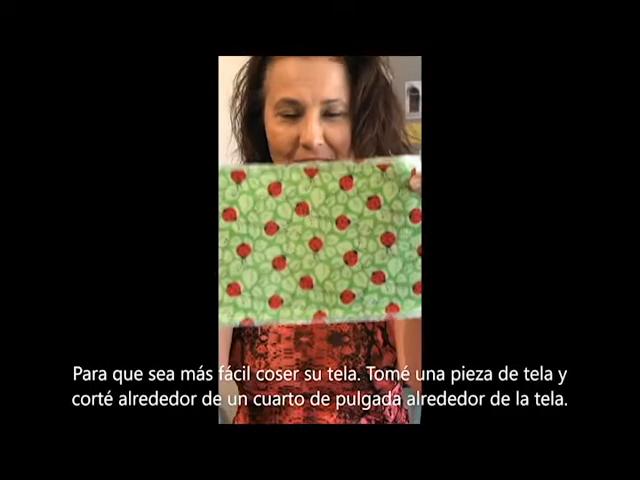 Para que sea más fácil coser su tela. Tomé una pieza de tela y
corté alrededor de un cuarto de pulgada alrededor de la tela.